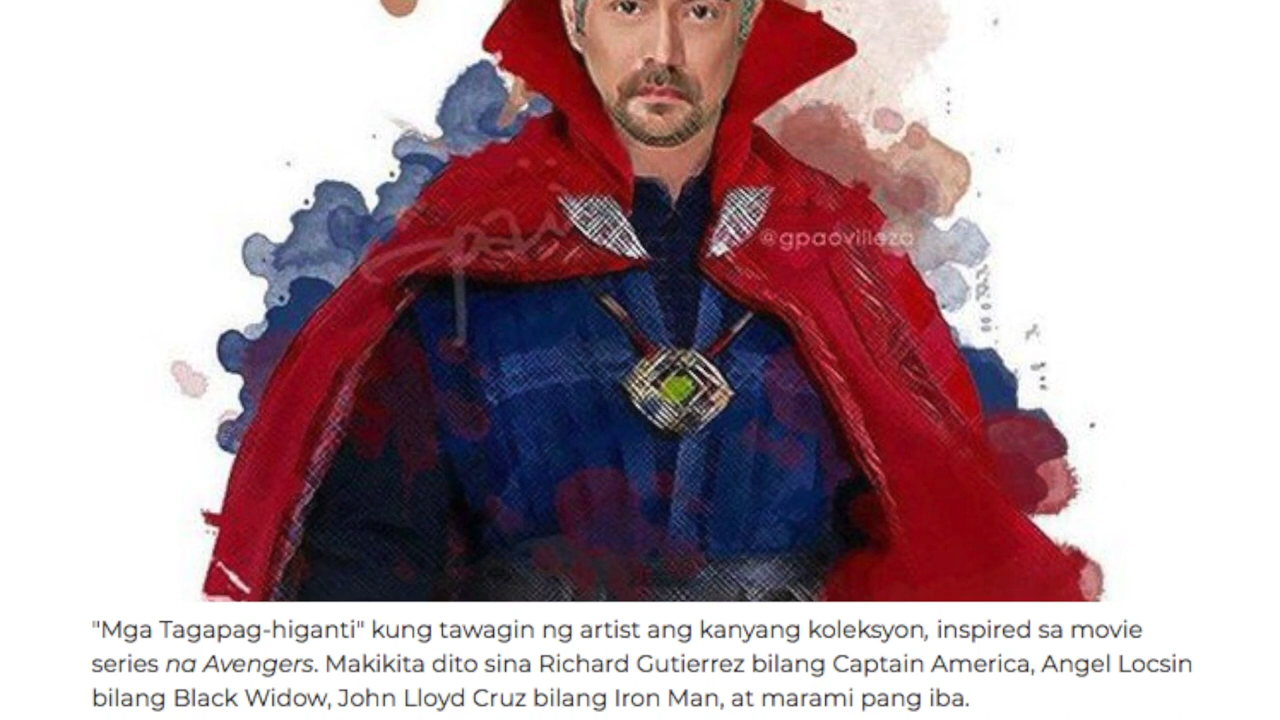 @gpaovilleza
"Mga Tagapag-higanti" kung tawagin ng artist ang kanyang koleksyon, inspired sa movie
series na Avengers. Makikita dito sina Richard Gutierrez bilang Captain America, Angel Locsin
bilang Black Widow, John Lloyd Cruz bilang Iron Man, at marami pang iba.